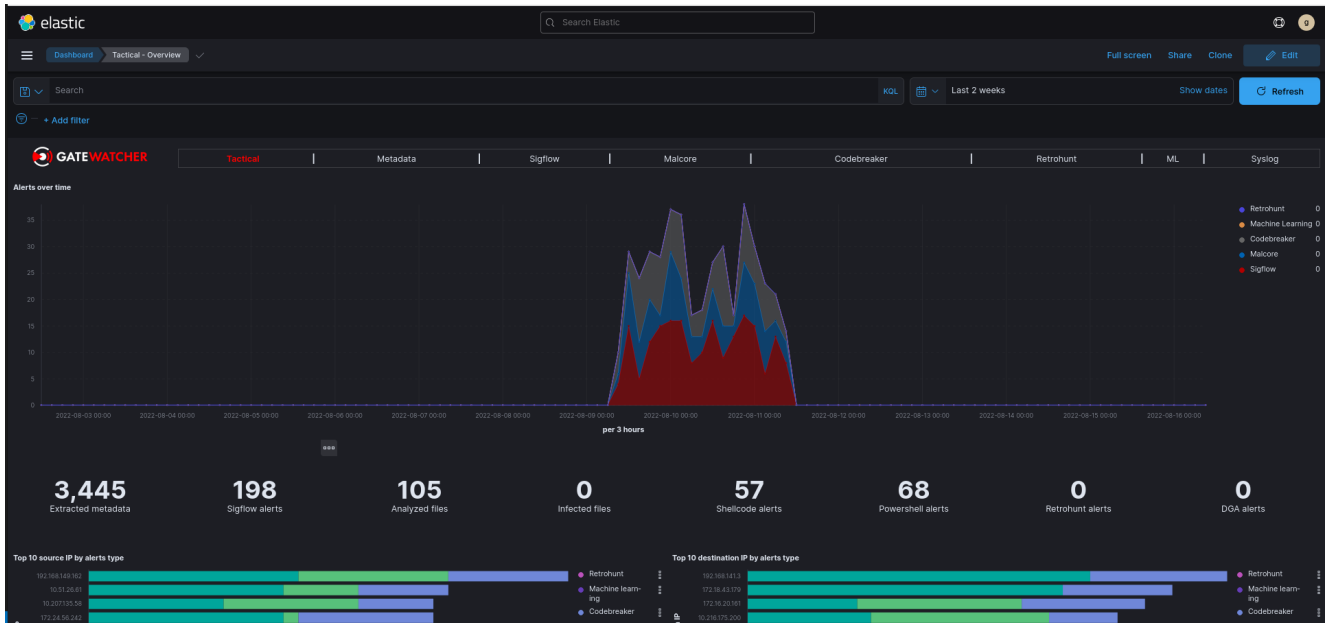 elastic
Search Elastic
g
Dashboard
Tactical - Overview
Full screen
Share
Clone
Edit
Search
KQL
Last 2 weeks
Show dates
Refresh
+ Add filter
GATEWATCHER
Tactical | Metadata | Sigflow | Malcore | Codebreaker | Retrohunt | ML | Syslog
Alerts over time
35
30
25
20
15
10
5
0
2022-08-03 00:00
2022-08-04 00:00
2022-08-05 00:00
2022-08-06 00:00
2022-08-07 00:00
2022-08-08 00:00
2022-08-09 00:00
2022-08-10 00:00
2022-08-11 00:00
2022-08-12 00:00
2022-08-13 00:00
2022-08-14 00:00
2022-08-15 00:00
2022-08-16 00:00
per 3 hours
Retrohunt 0
Machine Learning 0
Codebreaker 0
Malcore 0
Sigflow 0
3,445
Extracted metadata
198
Sigflow alerts
105
Analyzed files
0
Infected files
57
Shellcode alerts
68
Powershell alerts
0
Retrohunt alerts
0
DGA alerts
Top 10 source IP by alerts type
192.168.149.162
10.51.26.61
10.207.135.58
172.24.56.242
Retrohunt
Machine learn-
ing
Codebreaker
Top 10 destination IP by alerts type
192.168.141.3
172.18.43.179
172.16.20.161
10.216.175.200
Retrohunt
Machine learn-
ing
Codebreaker